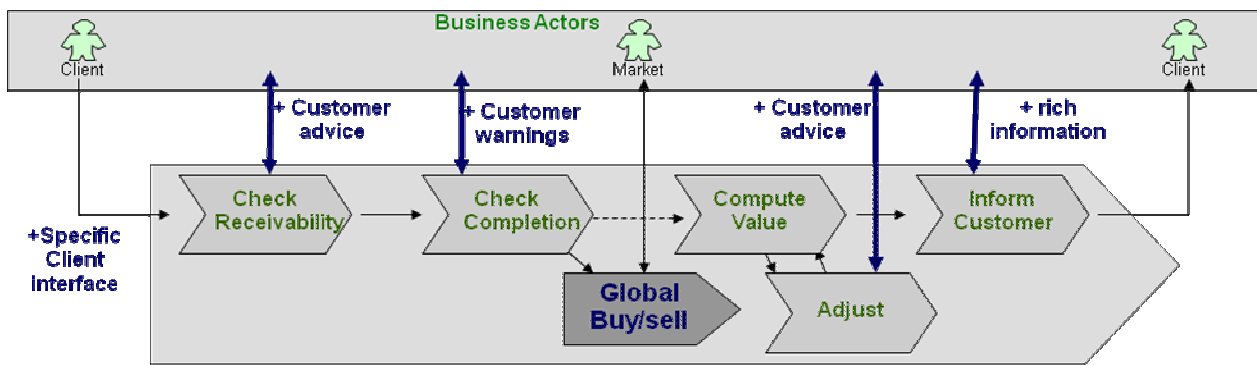 Business Actors
Client
Market
Client
+ Customer
advice
+ Customer
warnings
+ Customer
advice
+ rich
information
Check
Receivability
Check
Completion
Compute
Value
Inform
Customer
+Specific
Client
Interface
Global
Buy/sell
Adjust